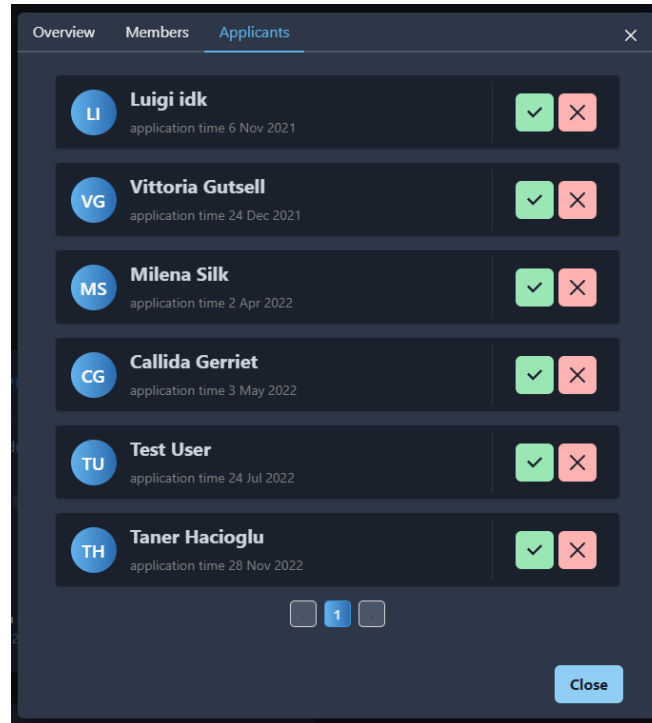 Overview Members Applicants
LI
Luigi idk
application time 6 Nov 2021
VG
Vittoria Gutsell
application time 24 Dec 2021
MS
Milena Silk
application time 2 Apr 2022
CG
Callida Gerriet
application time 3 May 2022
TU
Test User
application time 24 Jul 2022
TH
Taner Hacioglu
application time 28 Nov 2022
1
Close